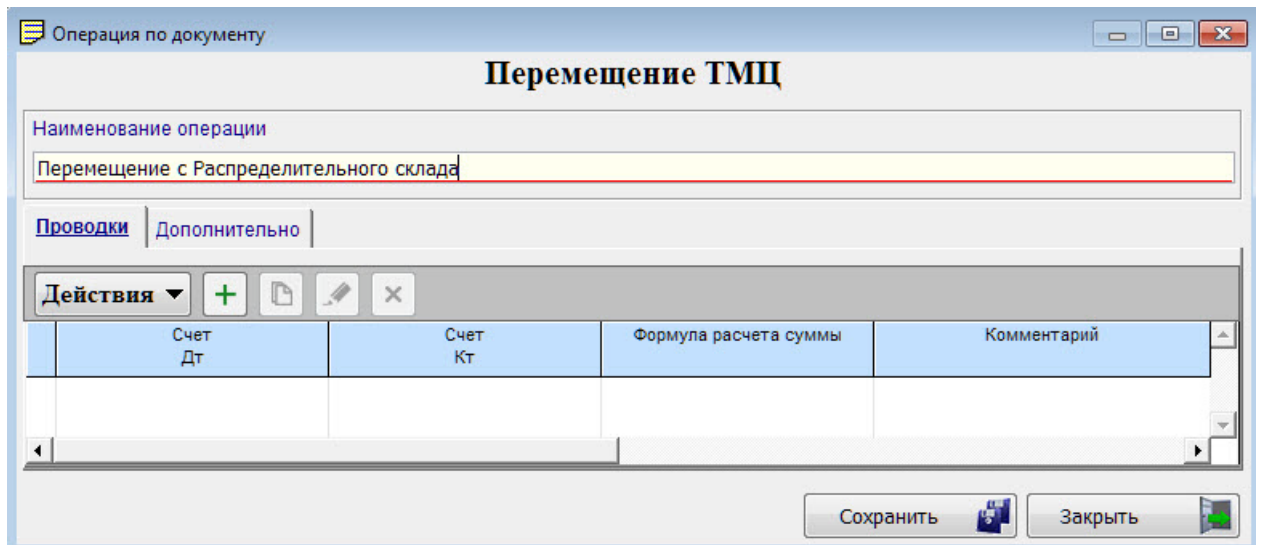 Операция по документу
Перемещение ТМЦ
Наименование операции
Перемещение с Распределительного склада
Проводки Дополнительно
Действия
Счет Дт Счет Кт Формула расчета суммы Комментарий
Сохранить Закрыть